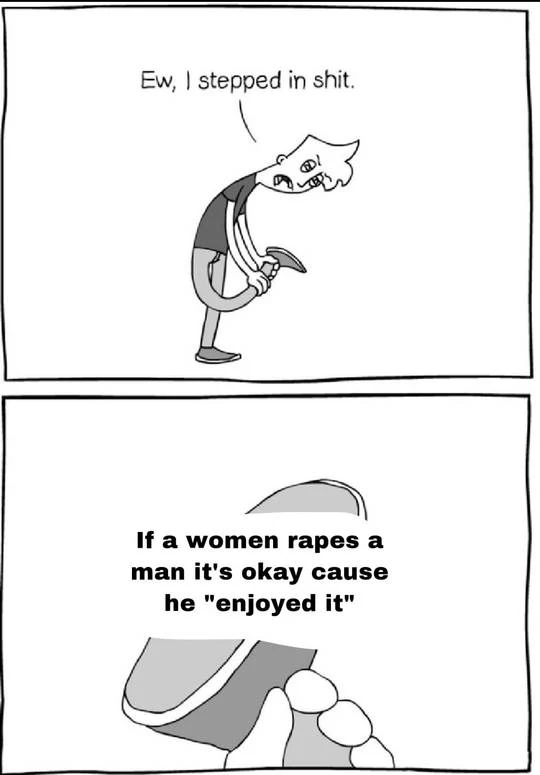 Ew, I stepped in shit.
If a women rapes a
man it's okay cause
he "enjoyed it"